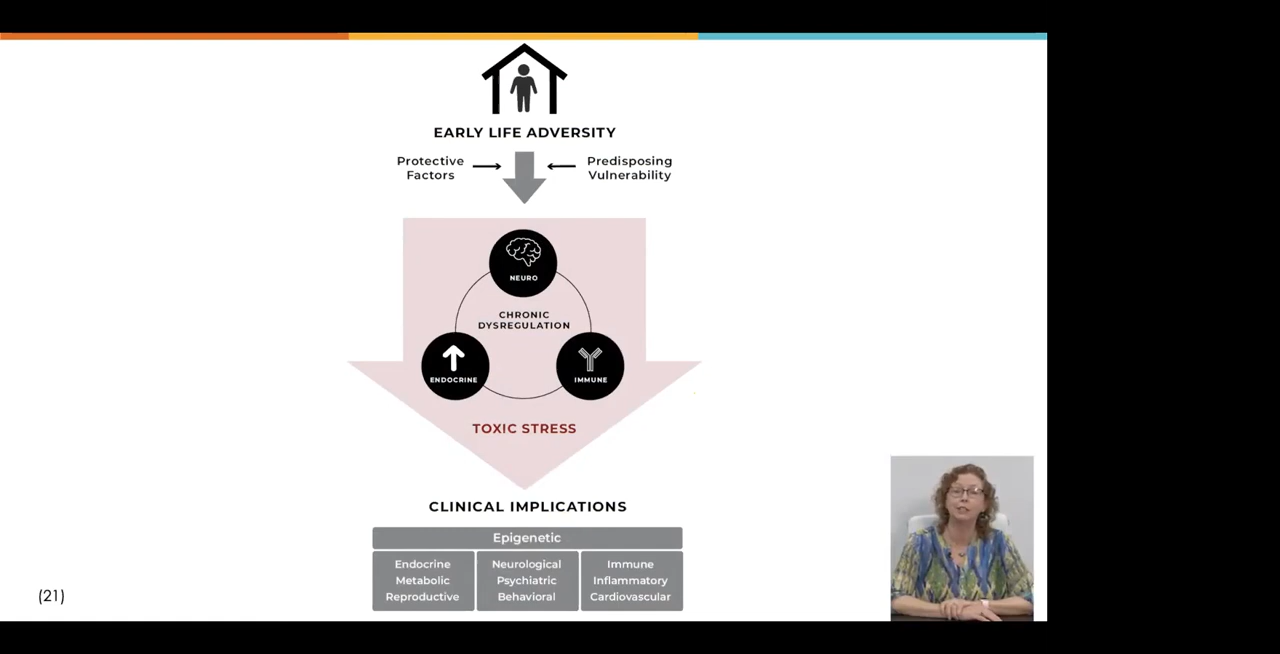 EARLY LIFE ADVERSITY
Protective
Factors
Predisposing
Vulnerability
NEURO
CHRONIC
DYSREGULATION
ENDOCRINE
IMMUNE
TOXIC STRESS
CLINICAL IMPLICATIONS
Epigenetic
Endocrine
Metabolic
Reproductive
Neurological
Psychiatric
Behavioral
Immune
Inflammatory
Cardiovascular
(21)